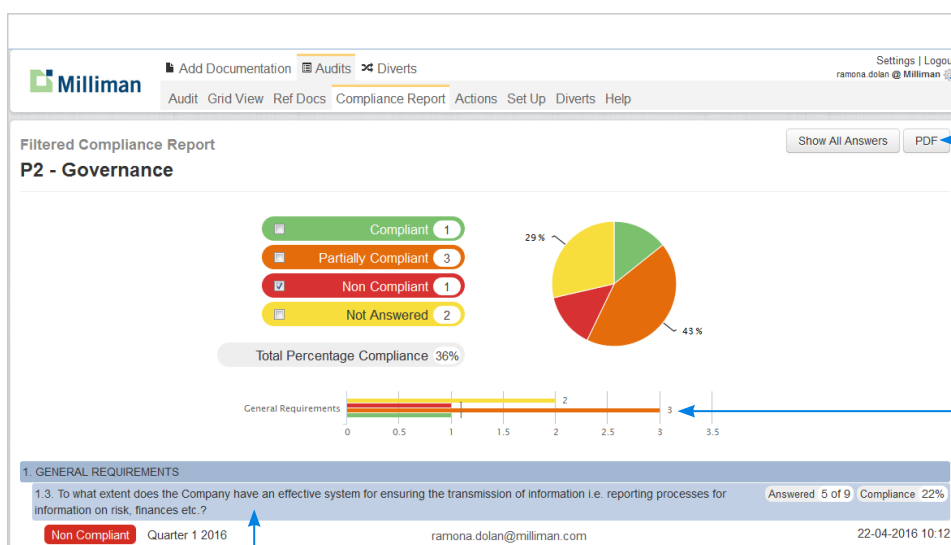 Milliman
Add Documentation Audits Diverts
Settings | Logou
ramona.dolan @ Milliman
Audit Grid View Ref Docs Compliance Report Actions Set Up Diverts Help
Filtered Compliance Report
Show All Answers PDF
P2 - Governance
Compliant 1
Partially Compliant 3
Non Compliant 1
Not Answered 2
Total Percentage Compliance 36%
29 %
43 %
General Requirements
2
1
3
0 0.5 1 1.5 2 2.5 3 3.5
1. GENERAL REQUIREMENTS
1.3. To what extent does the Company have an effective system for ensuring the transmission of information i.e. reporting processes for
information on risk, finances etc.?
Answered 5 of 9 Compliance 22%
Non Compliant Quarter 1 2016 ramona.dolan@milliman.com 22-04-2016 10:12